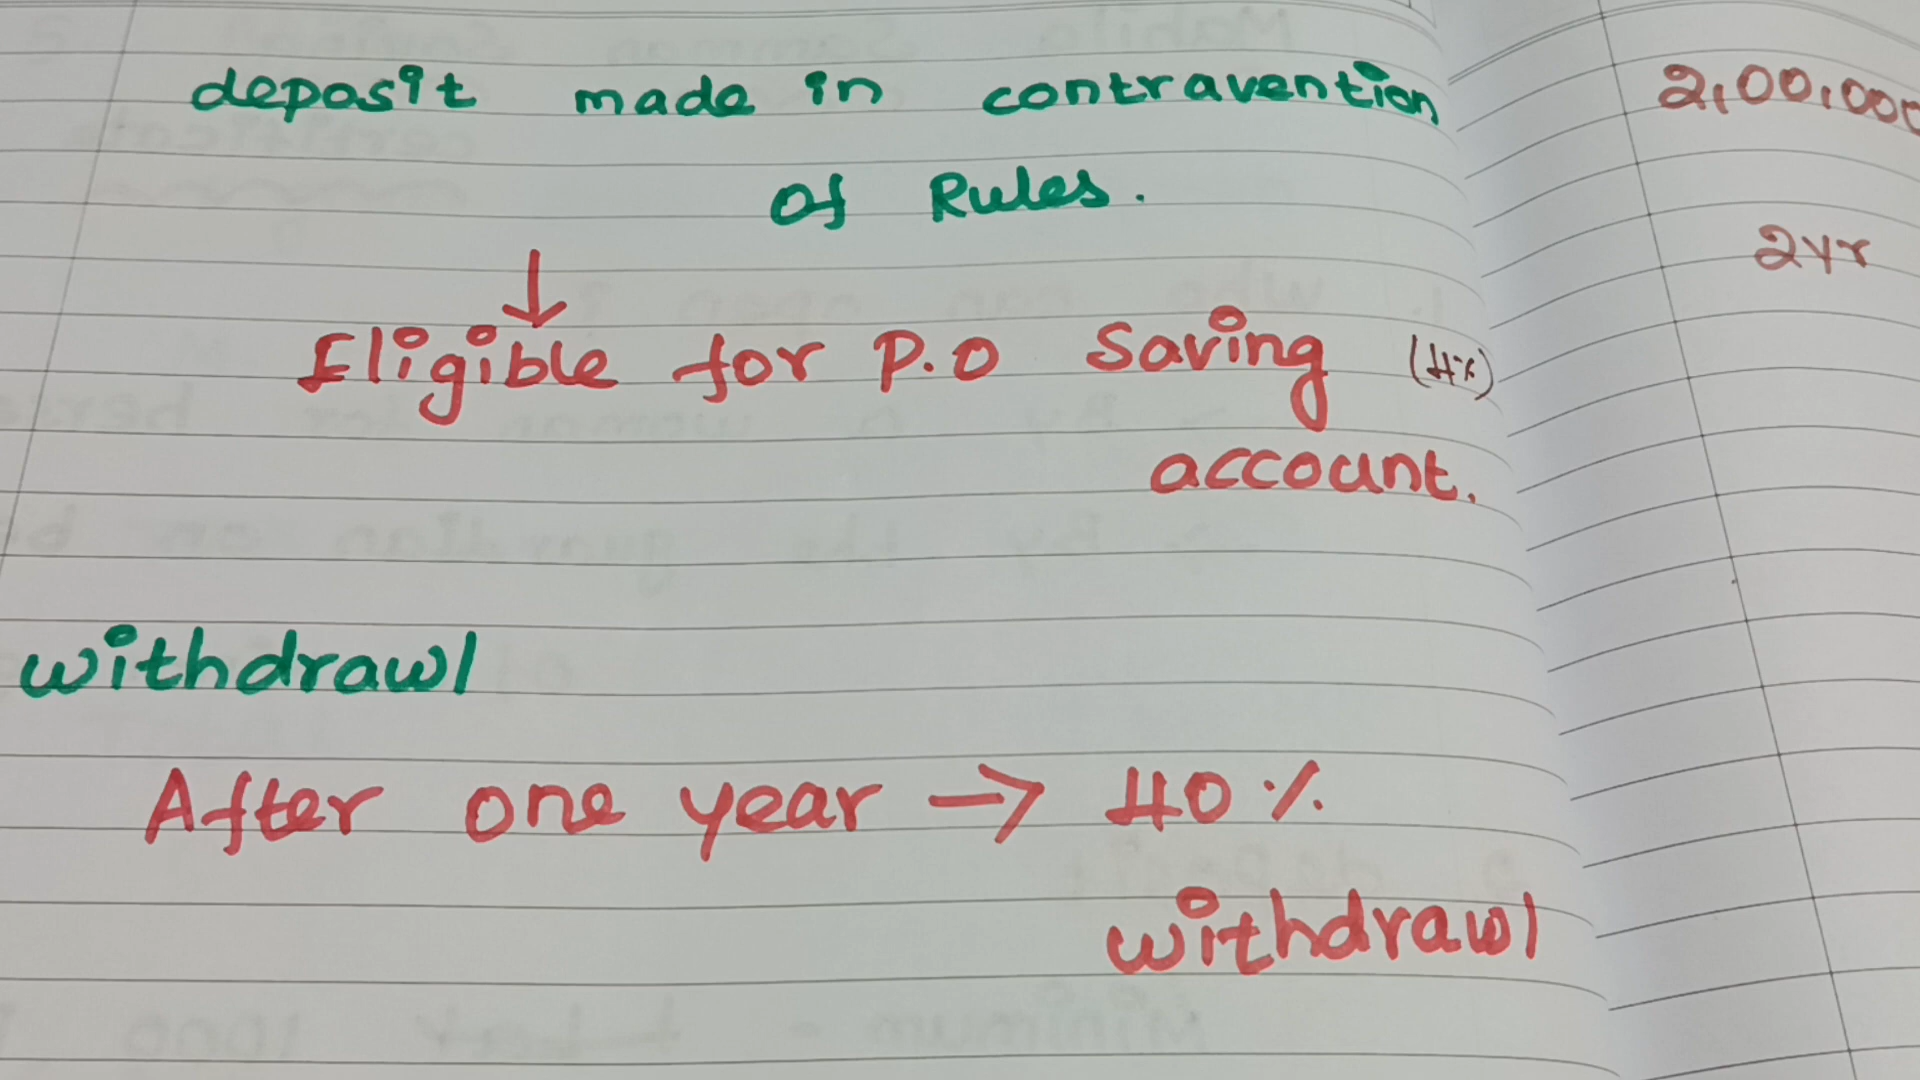 deposit made in contravention
of Rules.
↓
Eligible for P.O Saving (4%)
account.
withdrawl
After one year → 40%
withdrawl
2,00,000
2yr